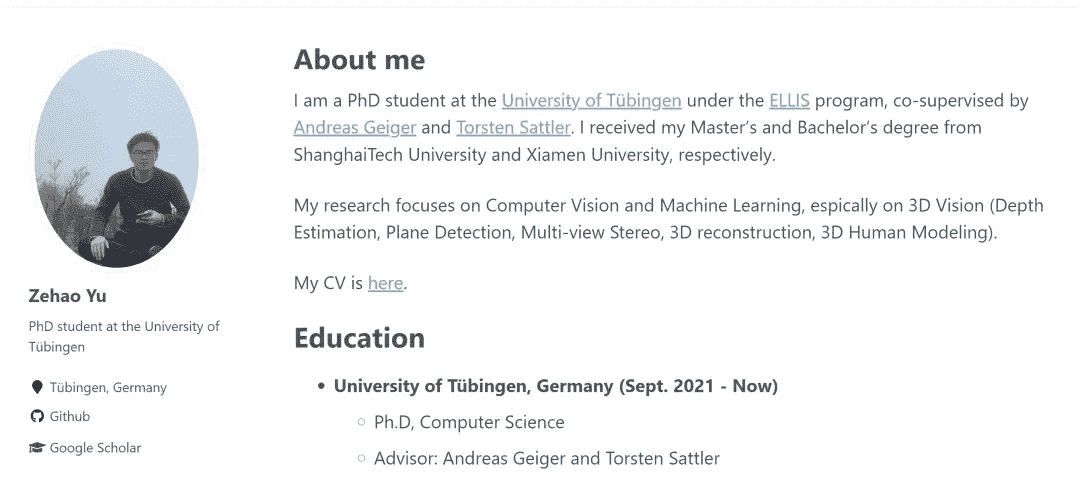 Zehao Yu
PhD student at the University of
Tübingen
Tübingen, Germany
Github
Google Scholar
About me
I am a PhD student at the University of Tübingen under the ELLIS program, co-supervised by
Andreas Geiger and Torsten Sattler. I received my Master's and Bachelor's degree from
ShanghaiTech University and Xiamen University, respectively.
My research focuses on Computer Vision and Machine Learning, espically on 3D Vision (Depth
Estimation, Plane Detection, Multi-view Stereo, 3D reconstruction, 3D Human Modeling).
My CV is here.
Education
• University of Tübingen, Germany (Sept. 2021 - Now)
○ Ph.D, Computer Science
○ Advisor: Andreas Geiger and Torsten Sattler